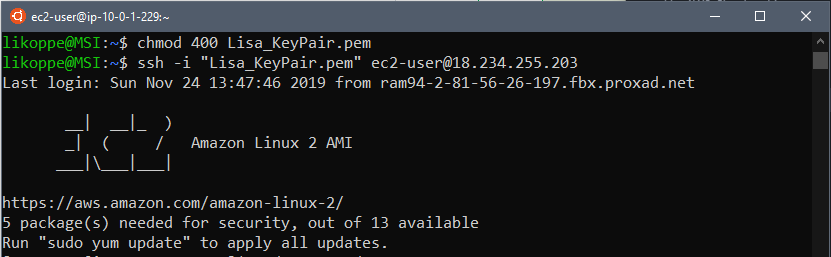 ec2-user@ip-10-0-1-229:~
likoppe@MSI:~$ chmod 400 Lisa_KeyPair.pem
likoppe@MSI:~$ ssh -i "Lisa_KeyPair.pem" ec2-user@18.234.255.203
Last login: Sun Nov 24 13:47:46 2019 from ram94-2-81-56-26-197.fbx.proxad.net
__|  __|_  )
_|  (     /   Amazon Linux 2 AMI
___|\___|___|
https://aws.amazon.com/amazon-linux-2/
5 package(s) needed for security, out of 13 available
Run "sudo yum update" to apply all updates.